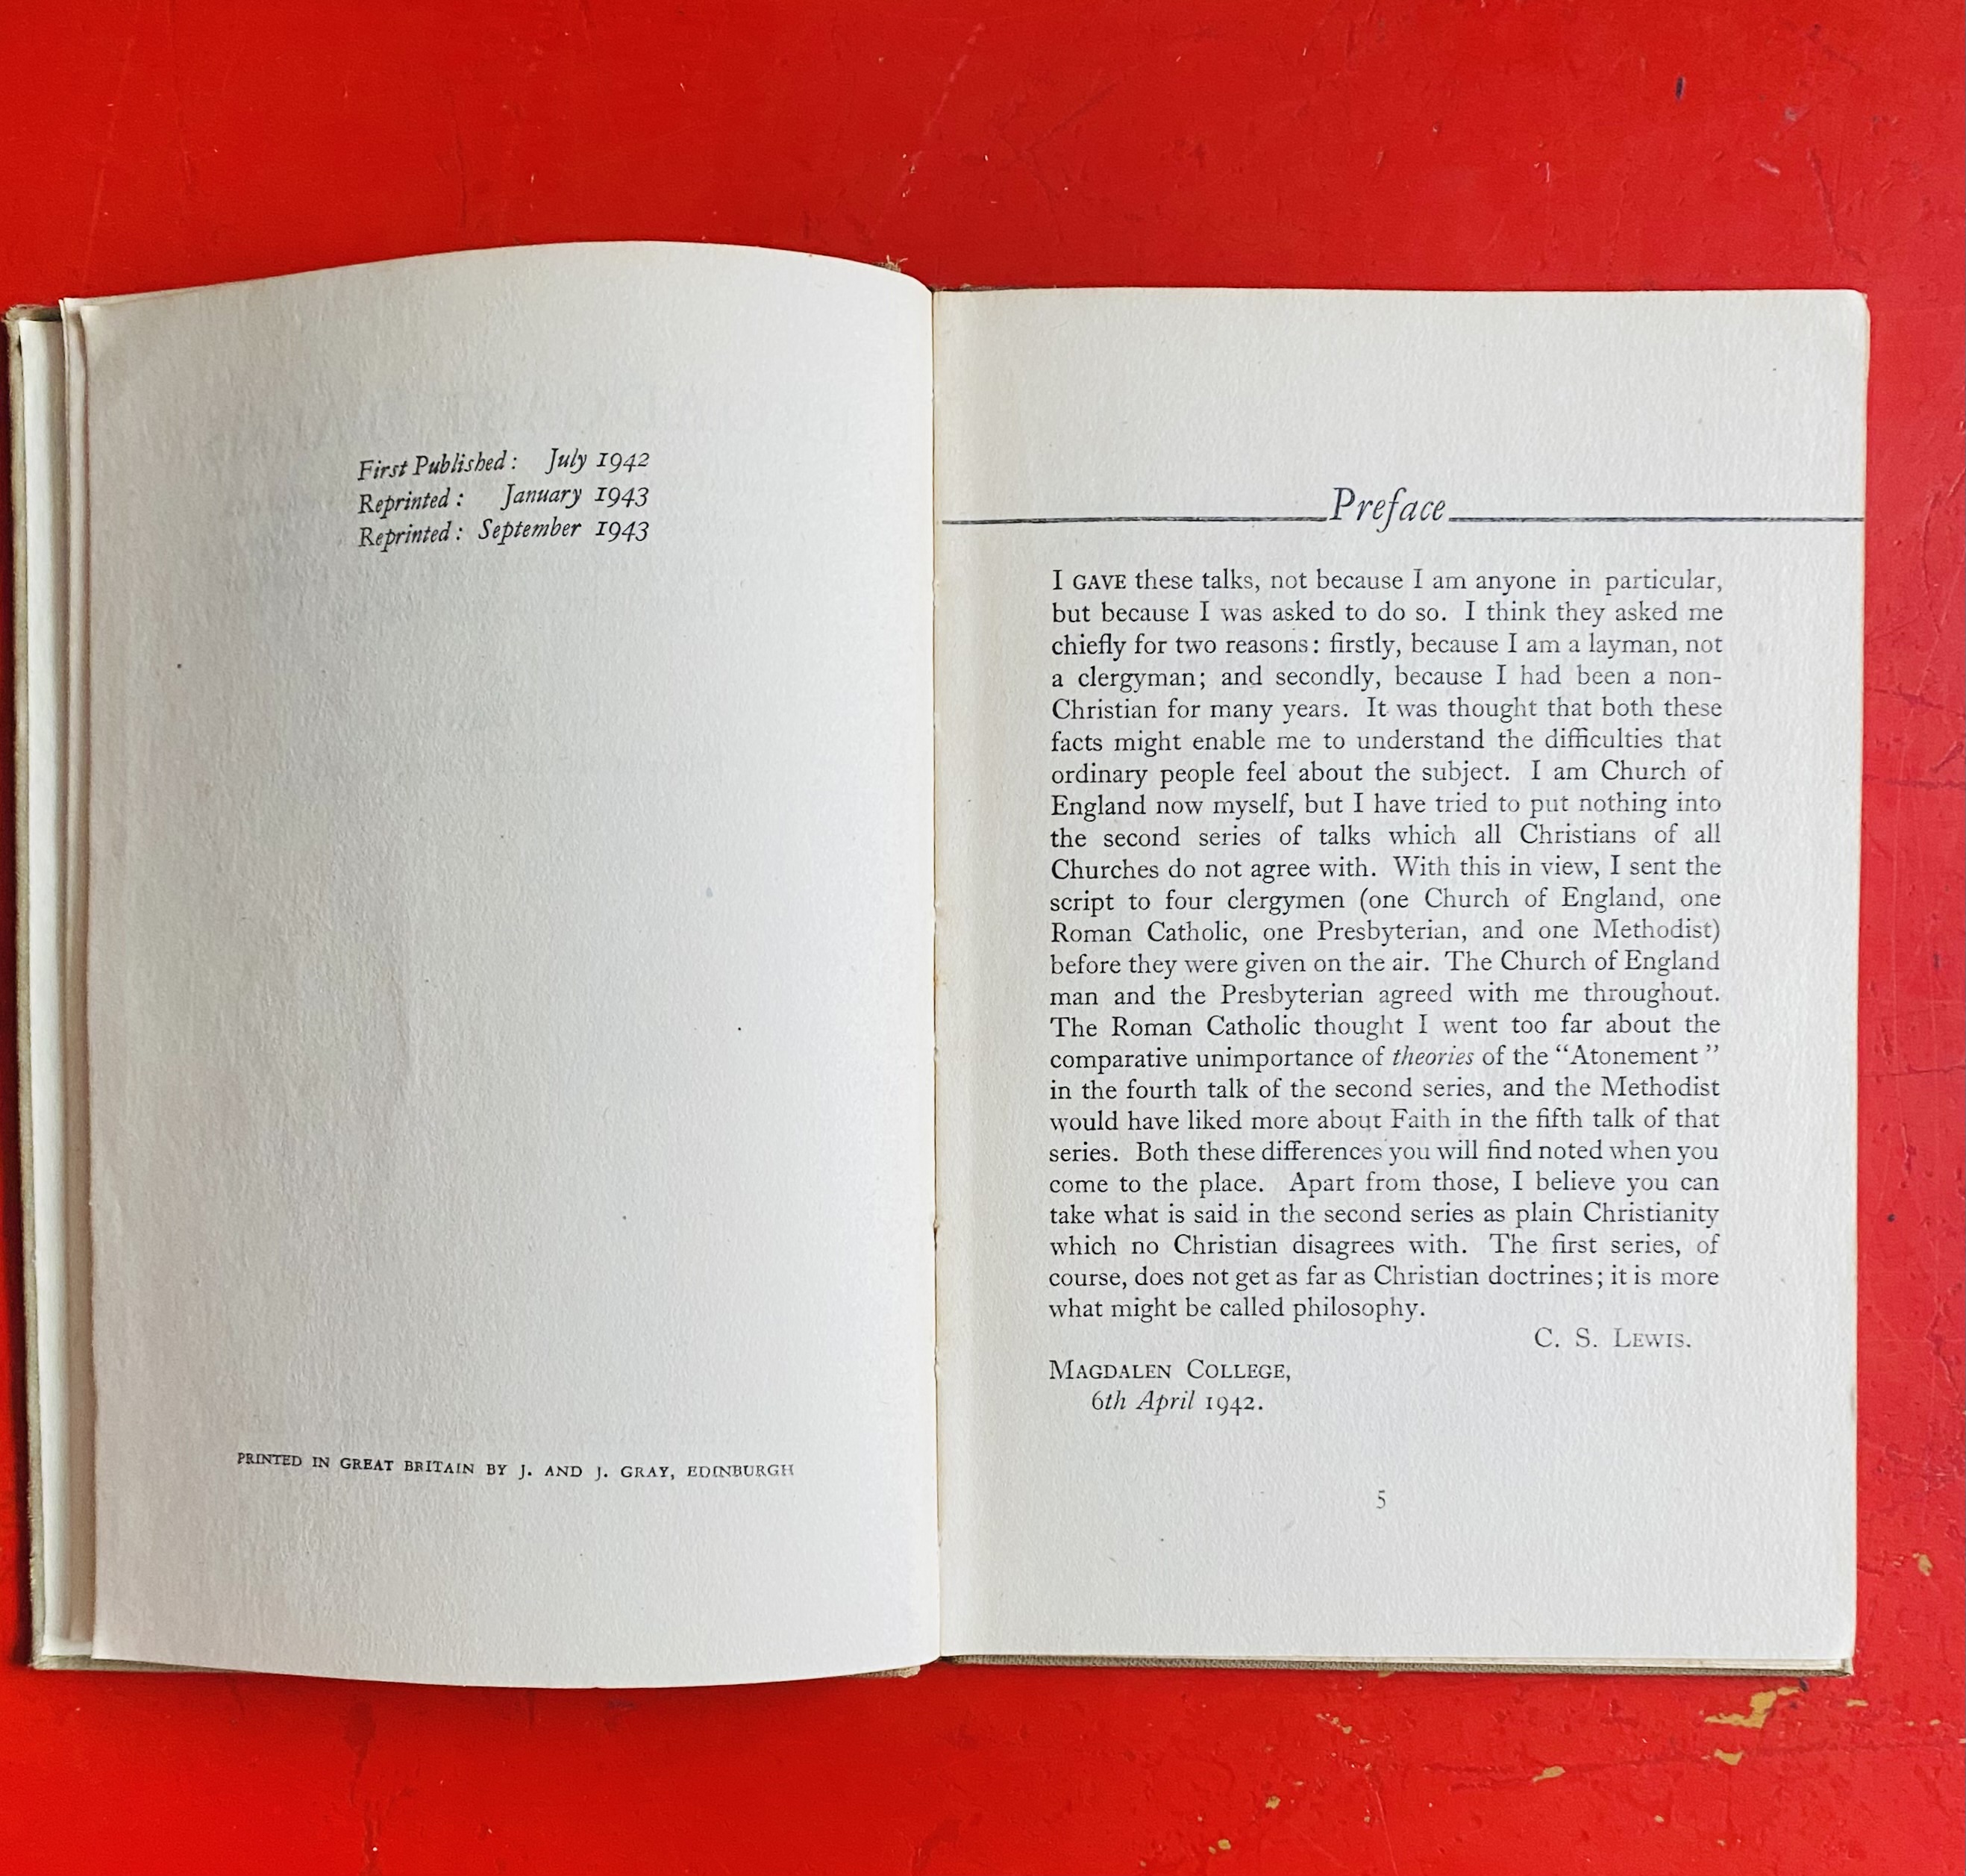 First Published: July 1942
Reprinted: January 1943
Reprinted: September 1943
PRINTED IN GREAT BRITAIN BY J. AND J. GRAY, EDINBURGH
Preface
I GAVE these talks, not because I am anyone in particular,
but because I was asked to do so. I think they asked me
chiefly for two reasons: firstly, because I am a layman, not
a clergyman; and secondly, because I had been a non-
Christian for many years. It was thought that both these
facts might enable me to understand the difficulties that
ordinary people feel about the subject. I am Church of
England now myself, but I have tried to put nothing into
the second series of talks which all Christians of all
Churches do not agree with. With this in view, I sent the
script to four clergymen (one Church of England, one
Roman Catholic, one Presbyterian, and one Methodist)
before they were given on the air. The Church of England
man and the Presbyterian agreed with me throughout.
The Roman Catholic thought I went too far about the
comparative unimportance of theories of the “Atonement”
in the fourth talk of the second series, and the Methodist
would have liked more about Faith in the fifth talk of that
series. Both these differences you will find noted when you
come to the place. Apart from those, I believe you can
take what is said in the second series as plain Christianity
which no Christian disagrees with. The first series, of
course, does not get as far as Christian doctrines; it is more
what might be called philosophy.
C. S. LEWIS.
MAGDALEN COLLEGE,
6th April 1942.
5